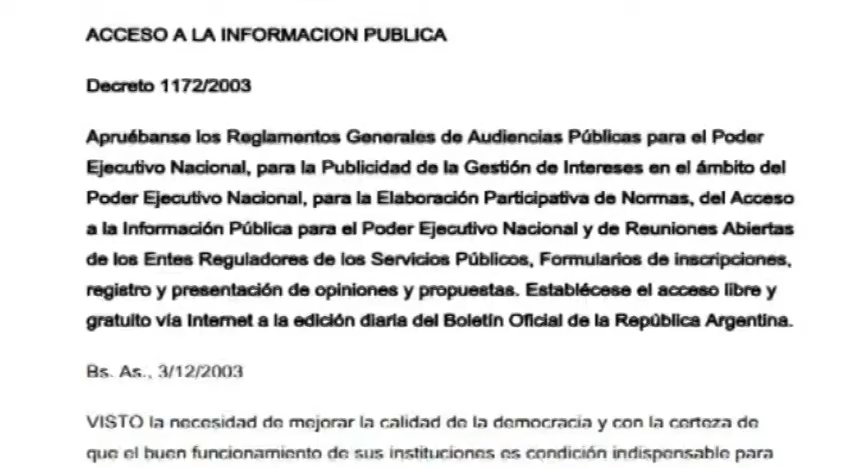 ACCESO A LA INFORMACION PUBLICA
Decreto 1172/2003
Apruébanse los Reglamentos Generales de Audiencias Públicas para el Poder
Ejecutivo Nacional, para la Publicidad de la Gestión de Intereses en el ámbito del
Poder Ejecutivo Nacional, para la Elaboración Participativa de Normas, del Acceso
a la Información Pública para el Poder Ejecutivo Nacional y de Reuniones Abiertas
de los Entes Reguladores de los Servicios Públicos, Formularios de inscripciones,
registro y presentación de opiniones y propuestas. Establécese el acceso libre y
gratuito vía Internet a la edición diaria del Boletín Oficial de la República Argentina.
Bs. As., 3/12/2003
VISTO la necesidad de mejorar la calidad de la democracia y con la certeza de
que el buen funcionamiento de sus instituciones es condición indispensable para